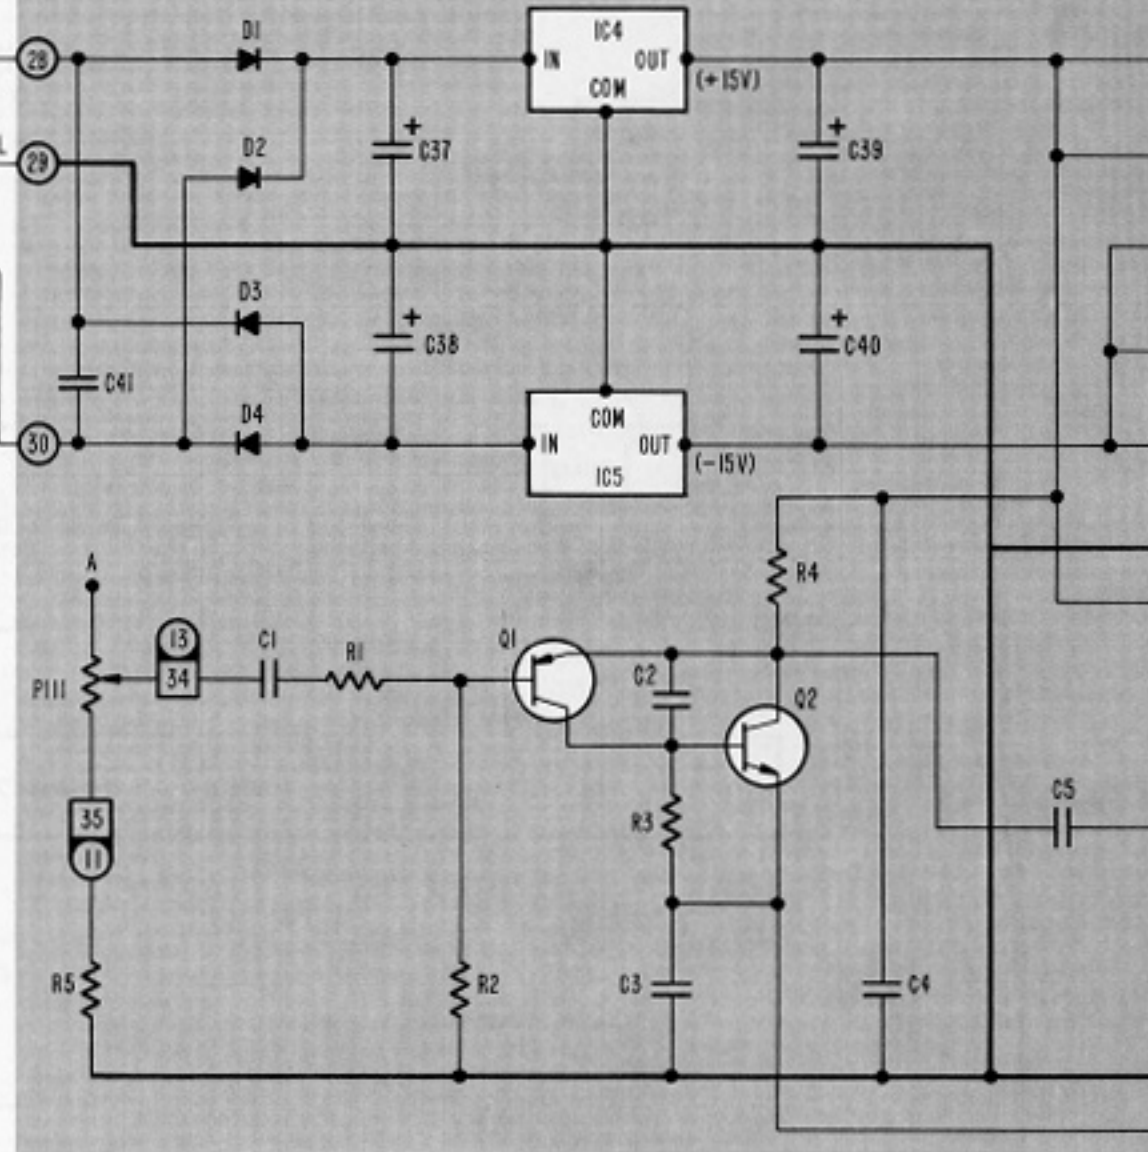 28
D1
IC4
IN
OUT
COM
(+15V)
29
D2
+
C37
+
C39
D3
+
C38
+
C40
C41
D4
30
COM
IN
OUT
IC5
(-15V)
A
R4
13
34
C1
R1
Q1
C2
Q2
P111
35
11
R3
C5
R5
R2
C3
C4